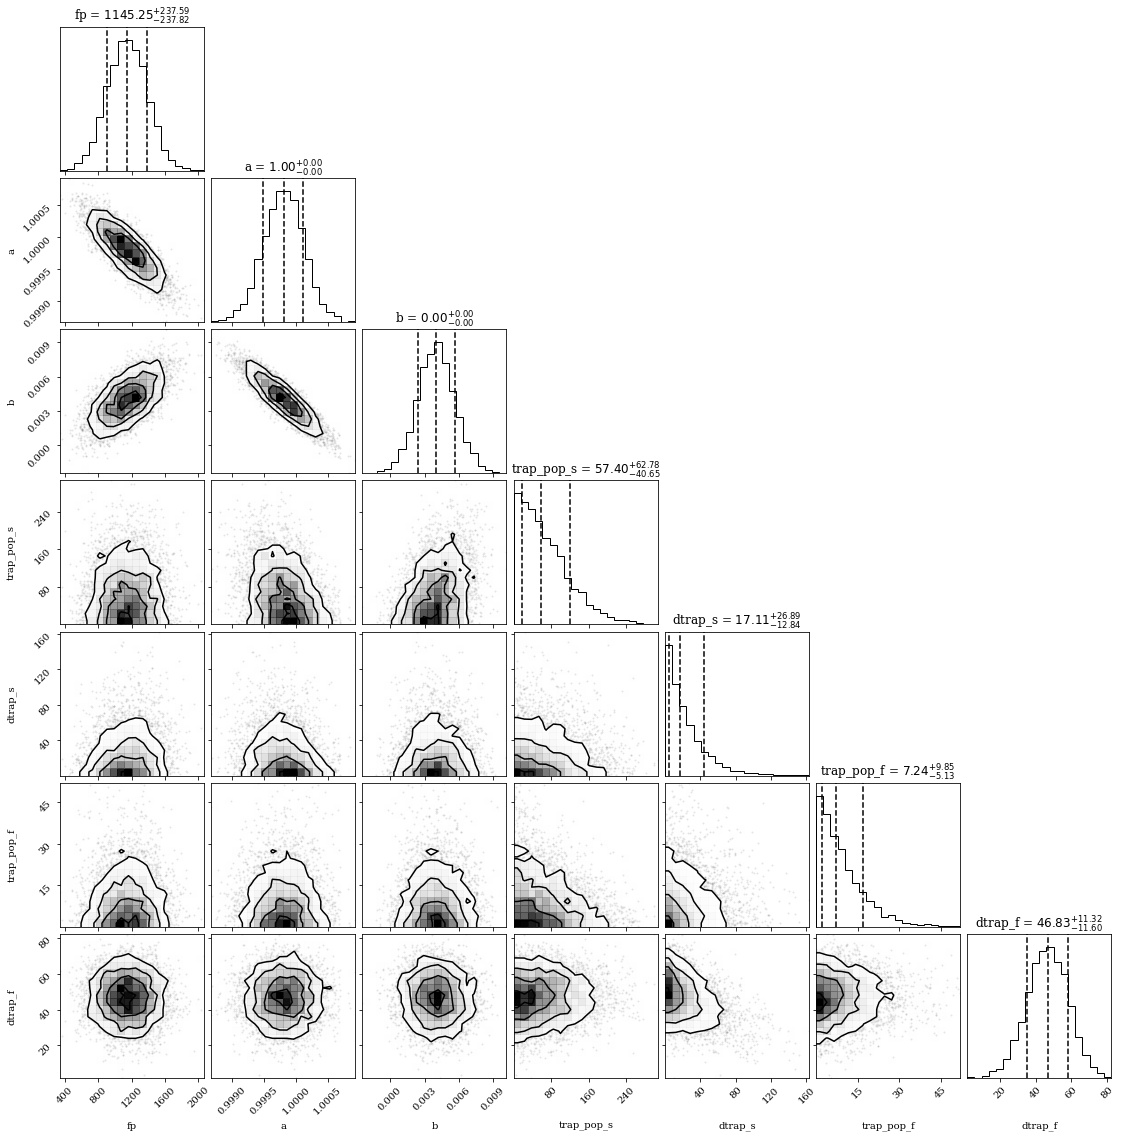 fp = 1145.25+237.59−237.82
a = 1.00+0.00−0.00
1.0005
1.0000
0.9995
0.9990
a
b = 0.00+0.00−0.00
0.009
0.006
0.003
0.000
b
trap_pop_s = 57.40+62.78−40.65
240
160
80
trap_pop_s
dtrap_s = 17.11+26.89−12.84
160
120
80
40
dtrap_s
trap_pop_f = 7.24+9.85−5.13
45
30
15
trap_pop_f
dtrap_f = 46.83+11.32−11.60
80
60
40
20
dtrap_f
400 800 1200 1600 2000 0.9990 0.9995 1.0000 1.0005 0.000 0.003 0.006 0.009 80 160 240 40 80 120 160 15 30 45 20 40 60 80
fp a b trap_pop_s dtrap_s trap_pop_f dtrap_f